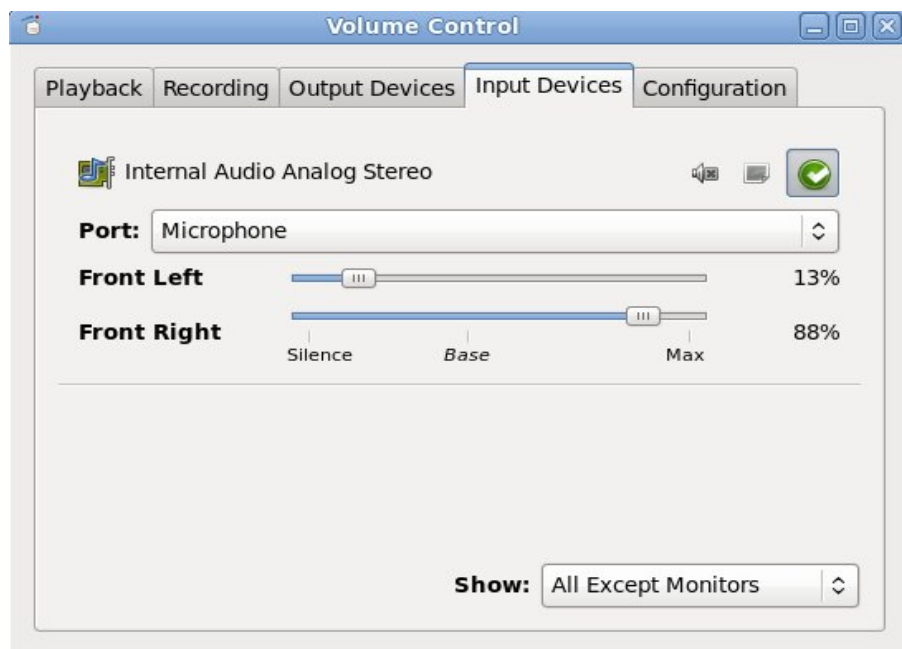 Volume Control
Playback Recording Output Devices Input Devices Configuration
Internal Audio Analog Stereo
Port: Microphone
Front Left 13%
Front Right 88%
Silence Base Max
Show: All Except Monitors